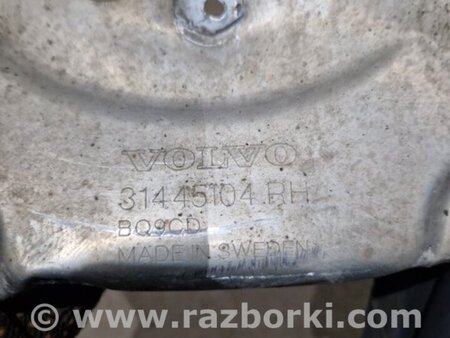 VOLVO
31445104 RH
BQ9CD
MADE IN SWEDEN
© www.razborki.com